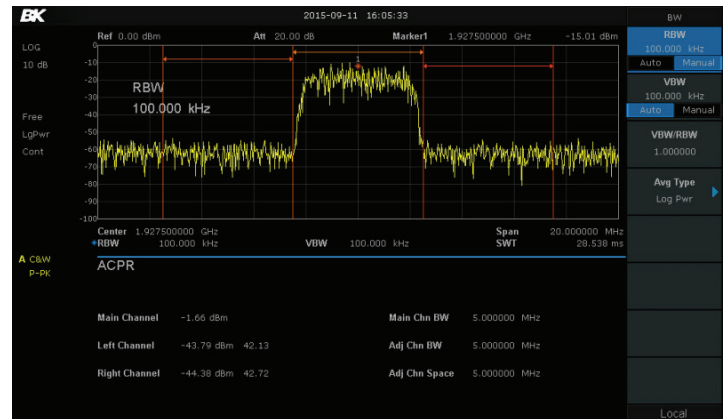 BK 2015-09-11 16:05:33 BW
Ref 0.00 dBm Att 20.00 dB Marker1 1.927500000 GHz -15.01 dBm
RBW
100.000 kHz
Auto Manual
VBW
100.000 kHz
Auto Manual
VBW/RBW
1.000000
Avg Type
Log Pwr
Local
LOG
10 dB
Free
LgPwr
Cont
A C&W
P-PK
0
-10
-20
-30
-40
-50
-60
-70
-80
-90
-100
1
RBW
100.000 kHz
Center 1.927500000 GHz Span 20.000000 MHz
RBW 100.000 kHz VBW 100.000 kHz SWT 28.538 ms
ACPR
Main Channel -1.66 dBm Main Chn BW 5.000000 MHz
Left Channel -43.79 dBm 42.13 Adj Chn BW 5.000000 MHz
Right Channel -44.38 dBm 42.72 Adj Chn Space 5.000000 MHz